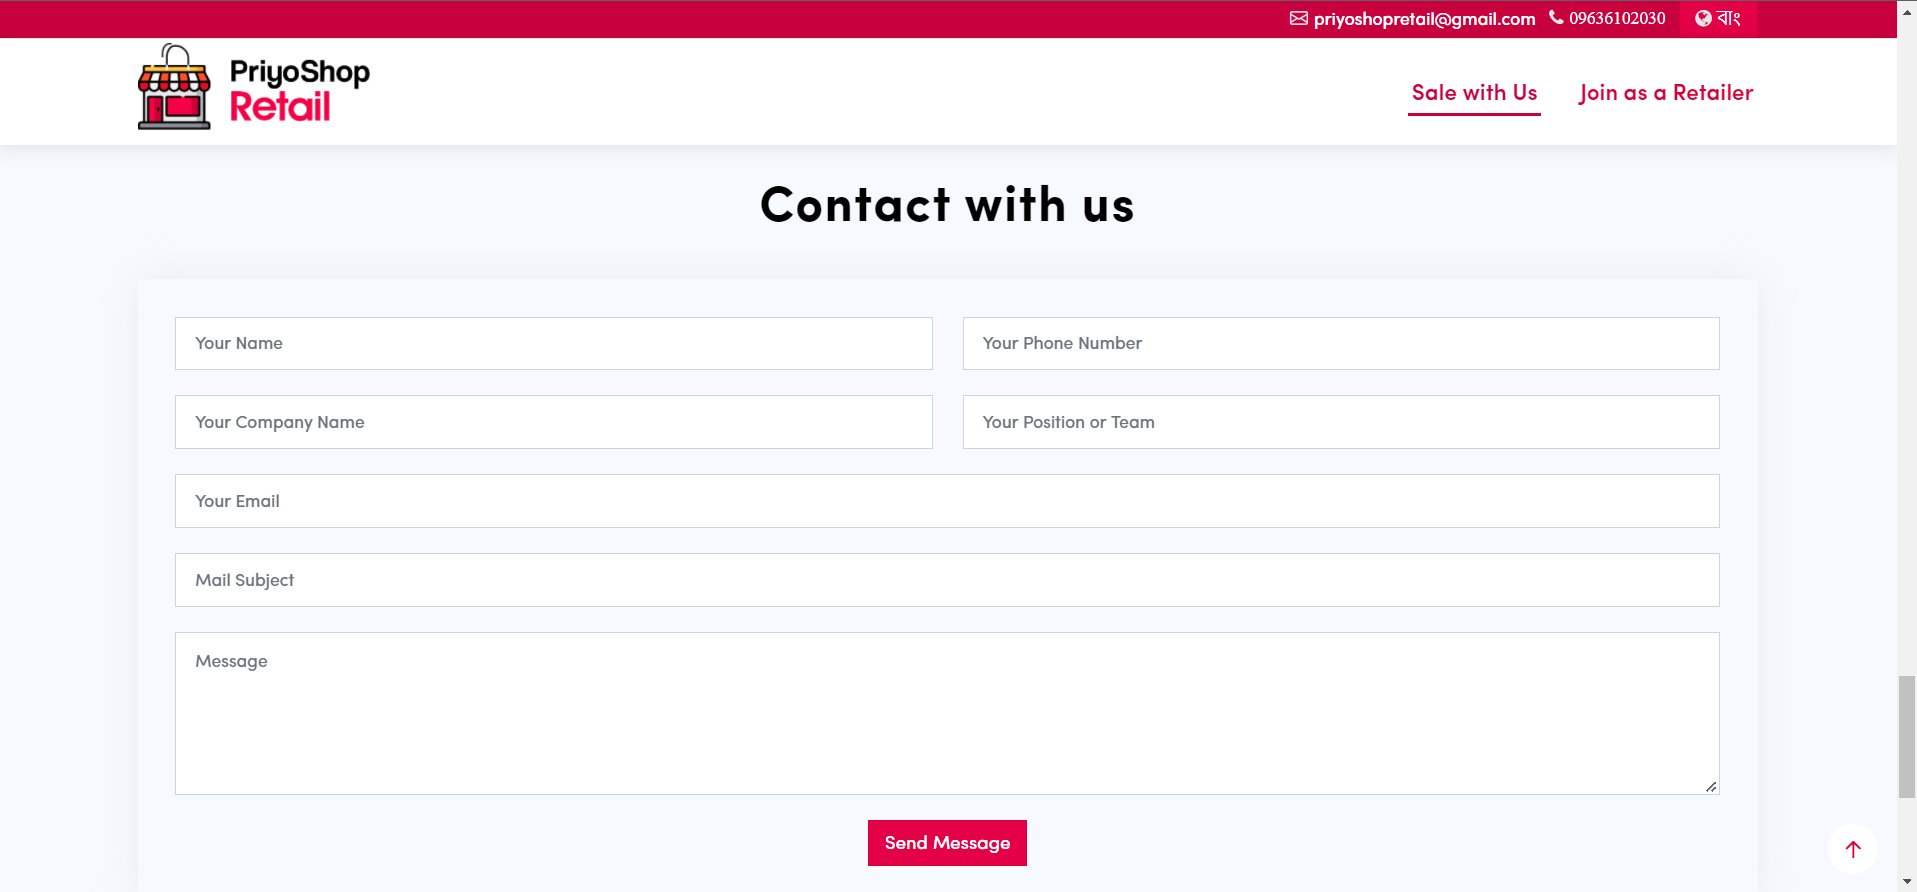 priyoshopretail@gmail.com 09636102030 বাং
PriyoShop
Retail
Sale with Us Join as a Retailer
Contact with us
Your Name Your Phone Number
Your Company Name Your Position or Team
Your Email
Mail Subject
Message
Send Message